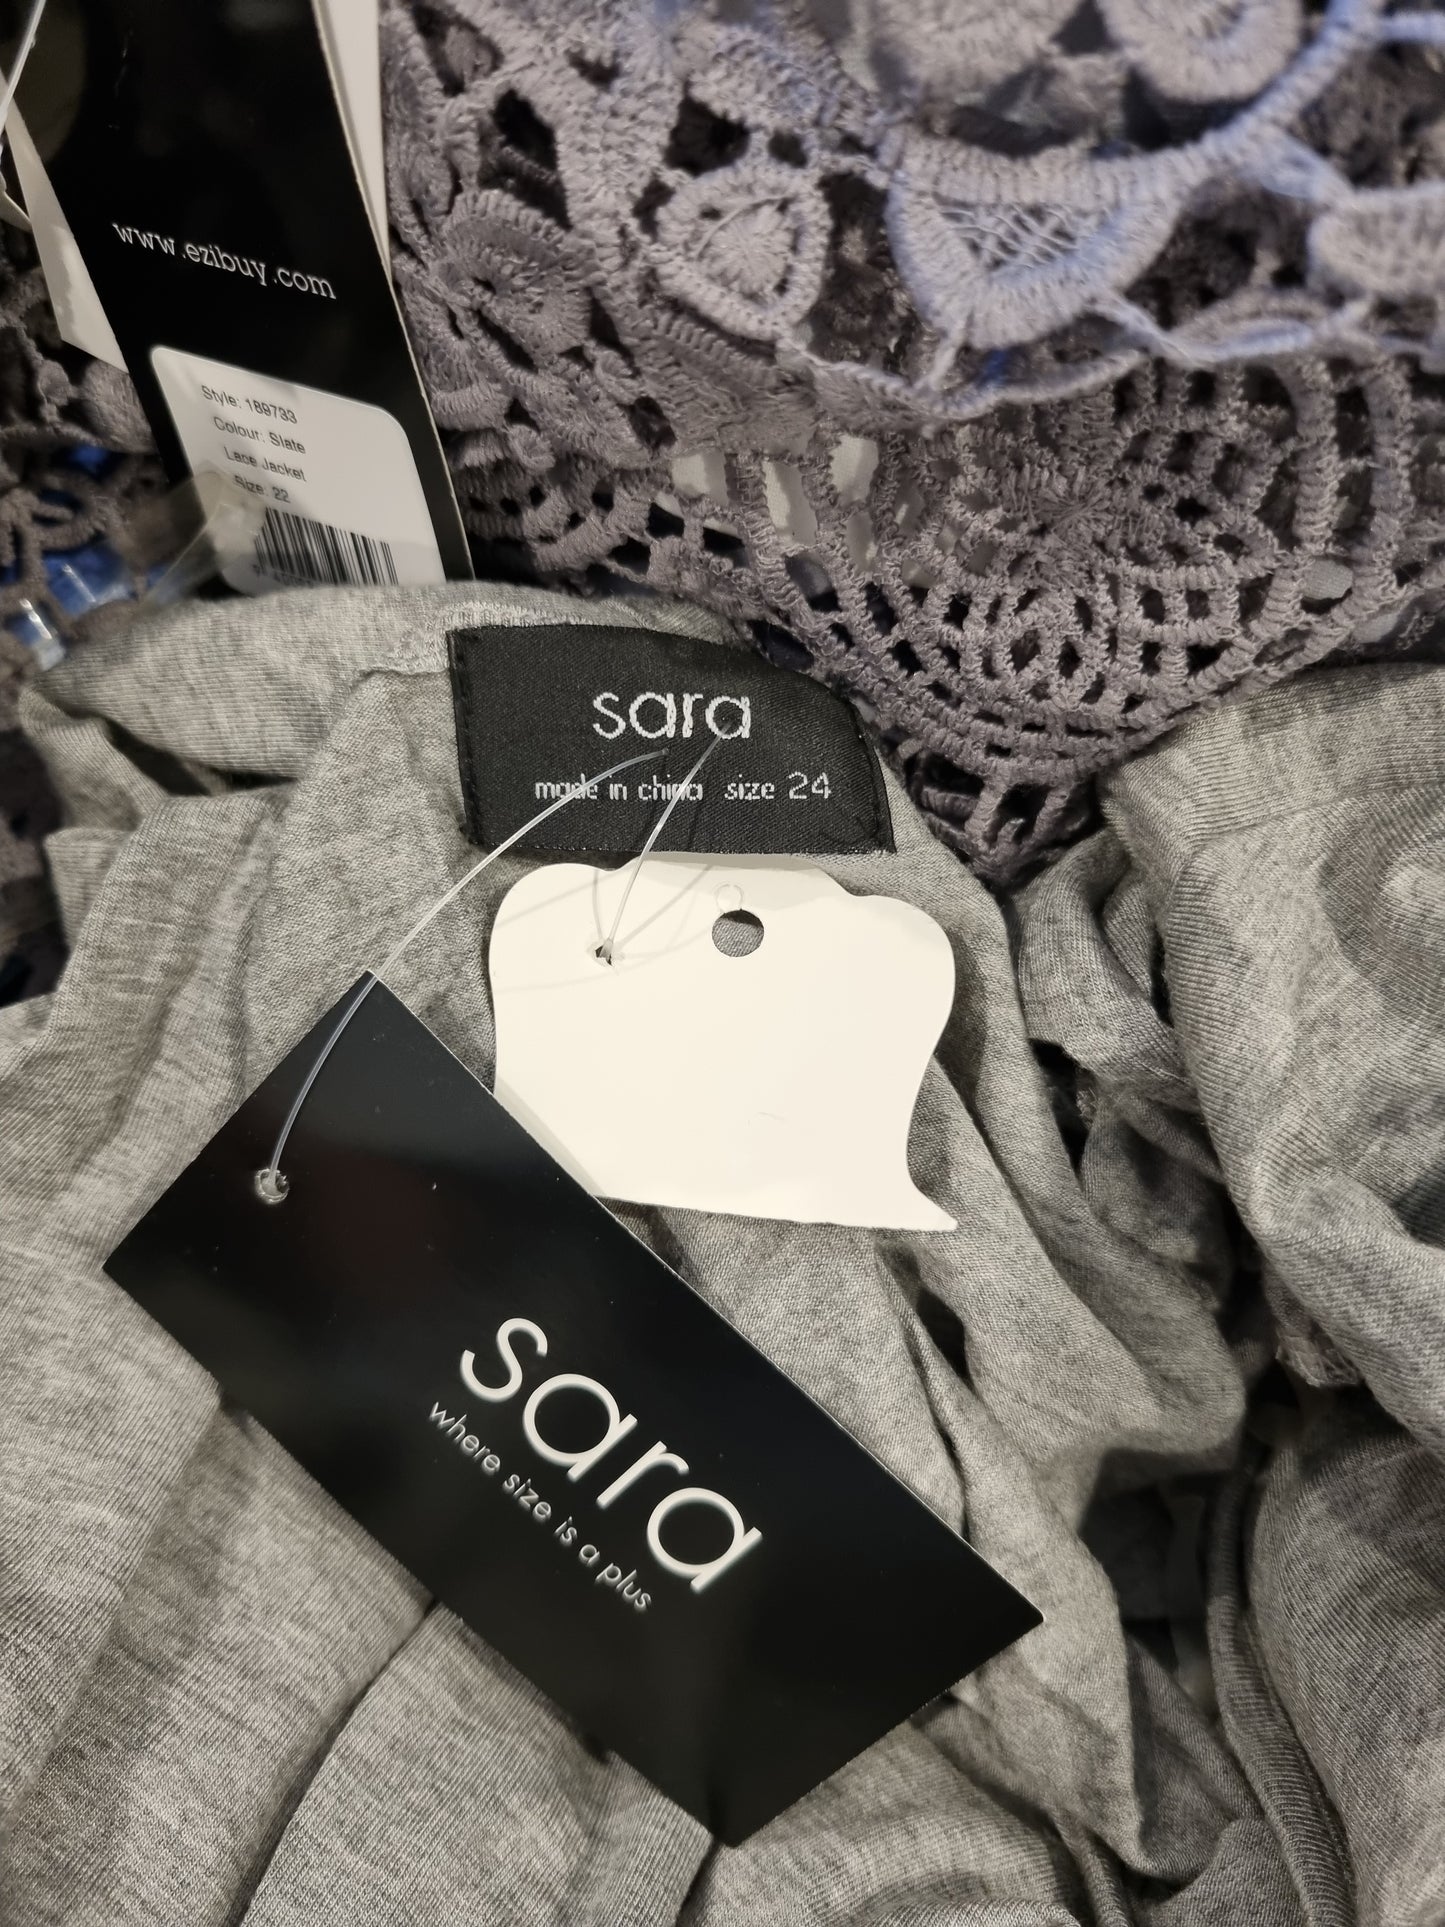 www.ezibuy.com
Style: 189733
Colour: Slate
Lace Jacket
Size: 22
sara
made in china size 24
sara
where size is a plus